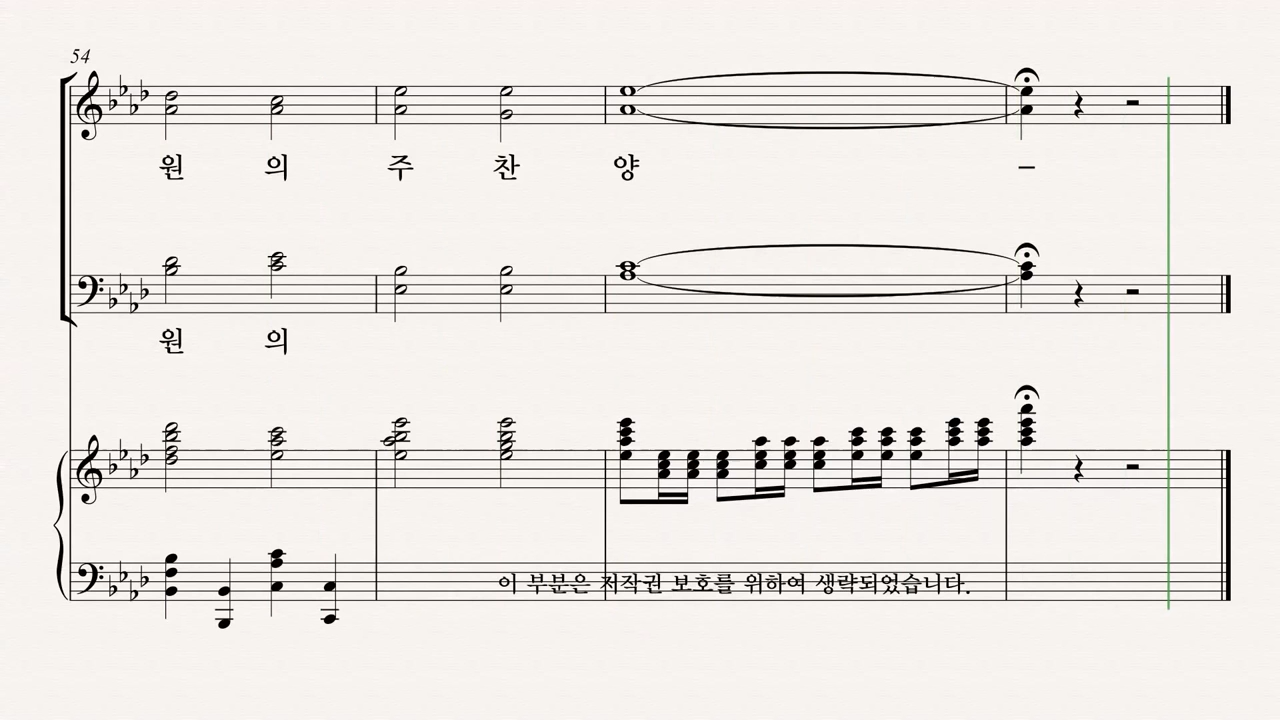 54
원 의 주 찬 양 –
원 의
이 부분은 저작권 보호를 위하여 생략되었습니다.